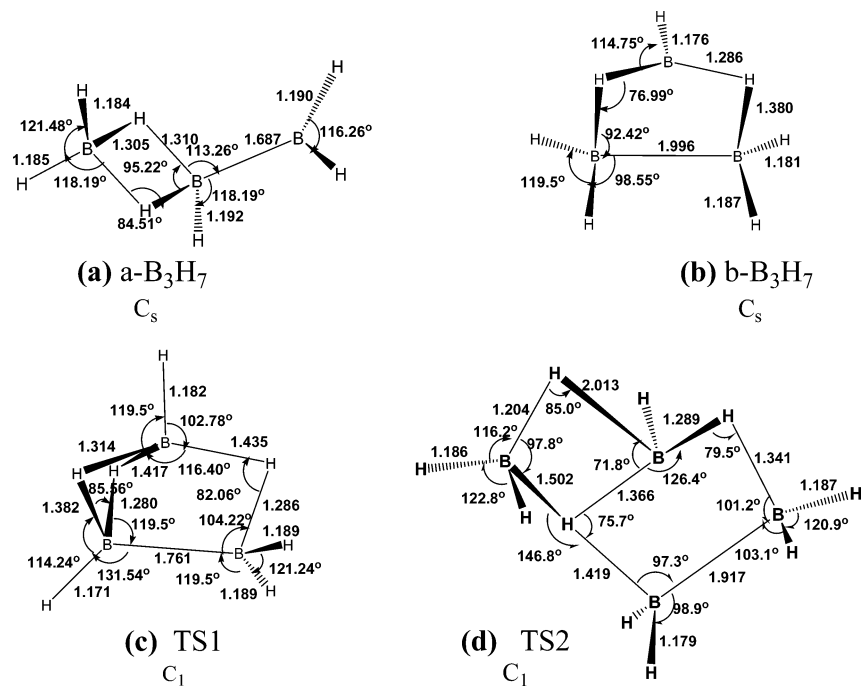 H
H
1.184
H
121.48°
B
1.305
1.310
113.26°
1.687
B
1.190
116.26°
H
H
1.185
118.19°
H
95.22°
B
118.19°
H
84.51°
1.192
H
(a) a-B₃H₇
Cₛ
H
114.75°
1.176
B
1.286
H
H
76.99°
1.380
H
92.42°
B
1.996
B
H
1.181
119.5°
98.55°
1.187
H
H
(b) b-B₃H₇
Cₛ
H
1.182
119.5°
102.78°
B
1.435
1.314
1.417
116.40°
H
H
H
85.56°
1.280
82.06°
1.286
1.382
119.5°
104.22°
1.189
H
B
1.761
B
114.24°
131.54°
119.5°
121.24°
1.171
1.189
H
H
(c) TS1
C₁
H
2.013
85.0°
H
1.289
H
1.204
116.2°
97.8°
1.186
H
B
1.502
71.8°
B
126.4°
79.5°
1.341
122.8°
H
1.366
1.187
H
H
75.7°
101.2°
B
120.9°
146.8°
103.1°
H
1.419
97.3°
1.917
B
98.9°
H
1.179
H
(d) TS2
C₁